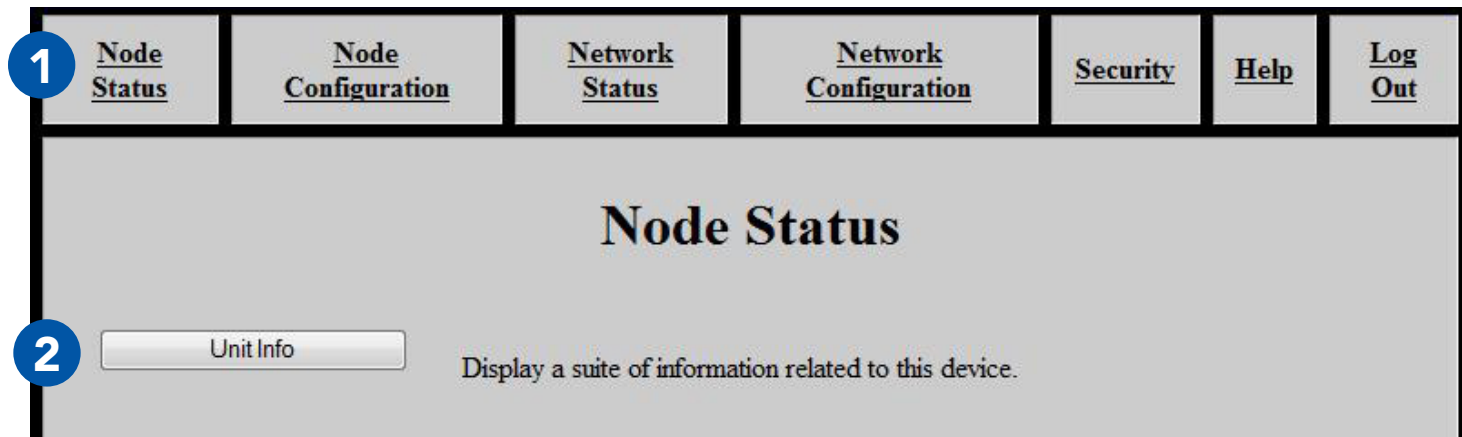 1
Node
Status
Node
Configuration
Network
Status
Network
Configuration
Security
Help
Log
Out
Node Status
2
Unit Info
Display a suite of information related to this device.